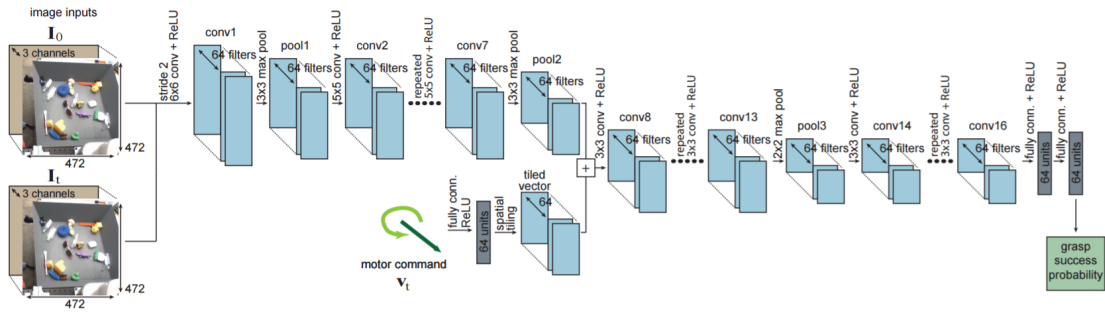 image inputs
I0
3 channels
472
472
It
3 channels
472
472
stride 2
6x6 conv + ReLU
conv1
64 filters
3x3 max pool
pool1
64 filters
5x5 conv + ReLU
conv2
64 filters
repeated
5x5 conv + ReLU
conv7
64 filters
3x3 max pool
pool2
64 filters
motor command
vt
fully conn.
ReLU
64 units
spatial
tiling
tiled
vector
64
+
3x3 conv + ReLU
conv8
64
filters
repeated
3x3 conv + ReLU
conv13
64
filters
2x2 max pool
pool3
64 filters
3x3 conv + ReLU
conv14
64
filters
repeated
3x3 conv + ReLU
conv16
64
filters
fully conn. + ReLU
64 units
fully conn. + ReLU
64 units
grasp
success
probability